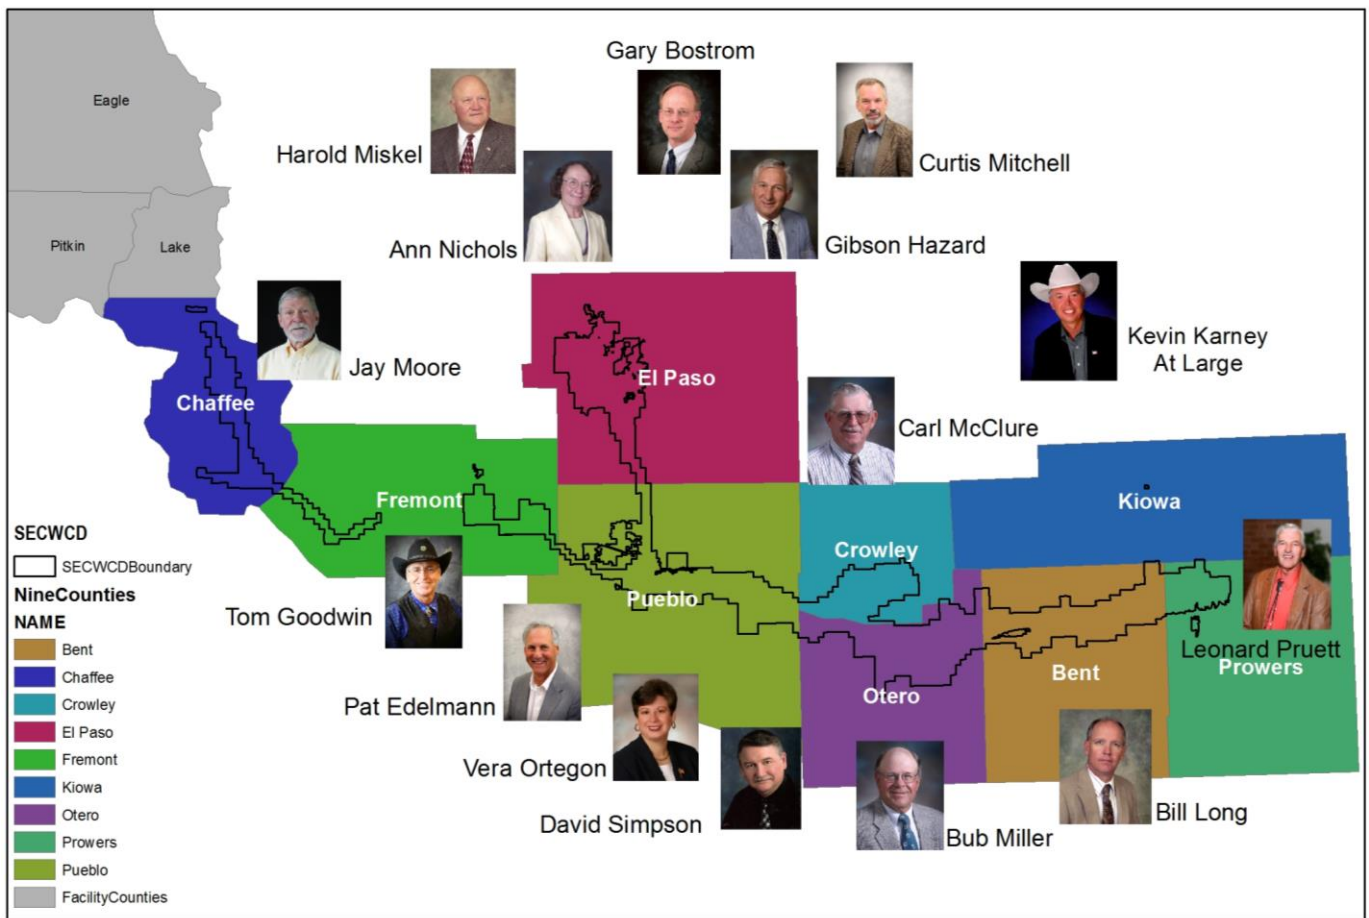 Gary Bostrom
Eagle
Harold Miskel
Curtis Mitchell
Ann Nichols
Gibson Hazard
Pitkin
Lake
Kevin Karney
At Large
Jay Moore
El Paso
Chaffee
Carl McClure
Fremont
Kiowa
Crowley
Pueblo
Tom Goodwin
Leonard Pruett
Prowers
Bent
Otero
Pat Edelmann
Vera Ortegon
David Simpson
Bub Miller
Bill Long
SECWCD
SECWCDBoundary
NineCounties
NAME
Bent
Chaffee
Crowley
El Paso
Fremont
Kiowa
Otero
Prowers
Pueblo
FacilityCounties